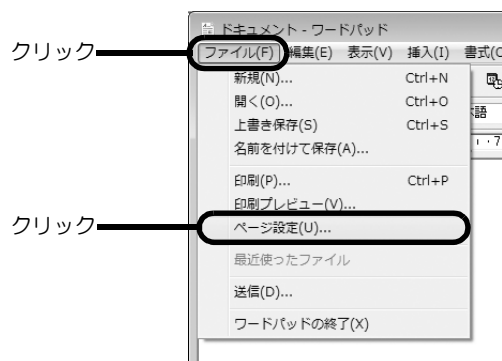 ドキュメント - ワードパッド
クリック
ファイル(F) 編集(E) 表示(V) 挿入(I) 書式(O
新規(N)... Ctrl+N
開く(O)... Ctrl+O
上書き保存(S) Ctrl+S
語
名前を付けて保存(A)...
印刷(P)... Ctrl+P
印刷プレビュー(V)...
クリック
ページ設定(U)...
最近使ったファイル
送信(D)...
ワードパッドの終了(X)